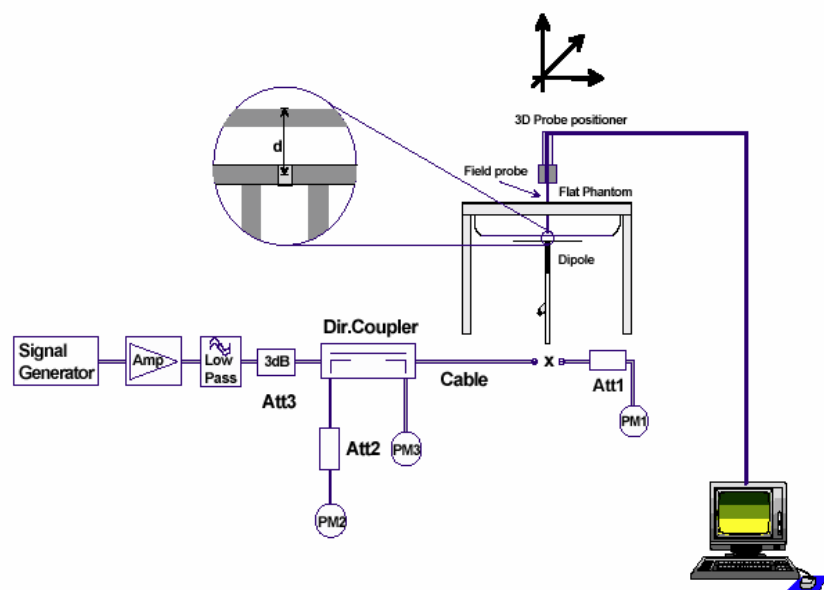 3D Probe positioner
d
Field probe
Flat Phantom
Dipole
Dir.Coupler
Signal
Generator
Amp
Low
Pass
3dB
Att3
Cable
x
Att1
PM1
Att2
PM3
PM2